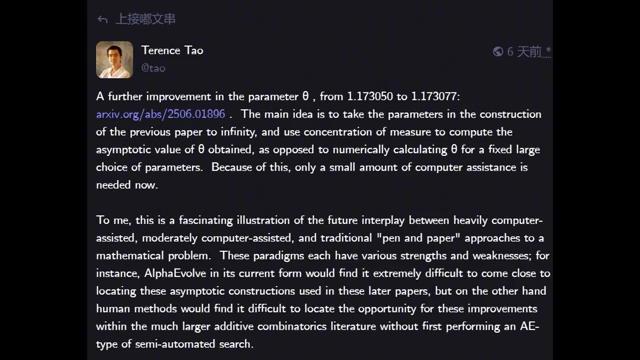 上接嘟文串
Terence Tao
6 天前 *
@tao
A further improvement in the parameter θ , from 1.173050 to 1.173077:
arxiv.org/abs/2506.01896 .  The main idea is to take the parameters in the construction
of the previous paper to infinity, and use concentration of measure to compute the
asymptotic value of θ obtained, as opposed to numerically calculating θ for a fixed large
choice of parameters.  Because of this, only a small amount of computer assistance is
needed now.
To me, this is a fascinating illustration of the future interplay between heavily computer-
assisted, moderately computer-assisted, and traditional "pen and paper" approaches to a
mathematical problem.  These paradigms each have various strengths and weaknesses; for
instance, AlphaEvolve in its current form would find it extremely difficult to come close to
locating these asymptotic constructions used in these later papers, but on the other hand
human methods would find it difficult to locate the opportunity for these improvements
within the much larger additive combinatorics literature without first performing an AE-
type of semi-automated search.